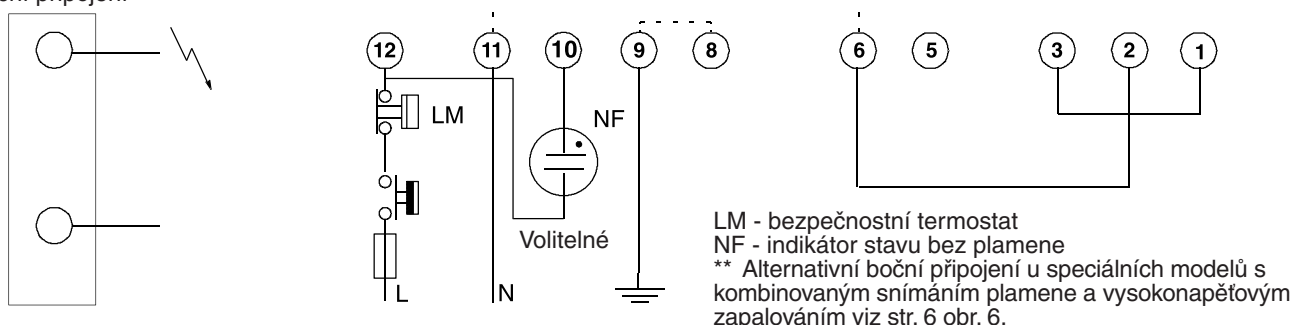 12 11 10 9 8 6 5 3 2 1
LM
NF
Volitelné
L N
LM - bezpečnostní termostat
NF - indikátor stavu bez plamene
** Alternativní boční připojení u speciálních modelů s
kombinovaným snímáním plamene a vysokonapěťovým
zapalováním viz str. 6 obr. 6.